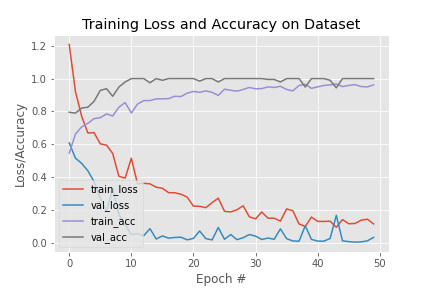 Training Loss and Accuracy on Dataset
Loss/Accuracy
1.2
1.0
0.8
0.6
0.4
0.2
0.0
train_loss
val_loss
train_acc
val_acc
0 10 20 30 40 50
Epoch #